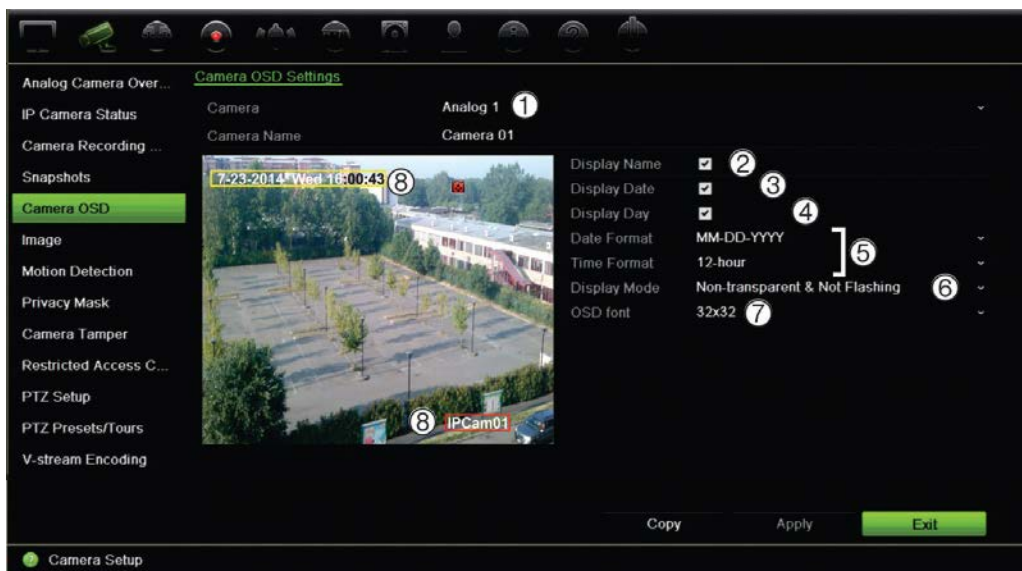 Analog Camera Over...
IP Camera Status
Camera Recording ...
Snapshots
Camera OSD
Image
Motion Detection
Privacy Mask
Camera Tamper
Restricted Access C...
PTZ Setup
PTZ Presets/Tours
V-stream Encoding
Camera OSD Settings
Camera Analog 1 ①
Camera Name Camera 01
7-23-2014 Wed 16:00:43 ⑧
⑧ IPCam01
Display Name ②
Display Date ③
Display Day ④
Date Format MM-DD-YYYY
⑤
Time Format 12-hour
Display Mode Non-transparent & Not Flashing ⑥
OSD font 32x32 ⑦
Copy Apply Exit
? Camera Setup